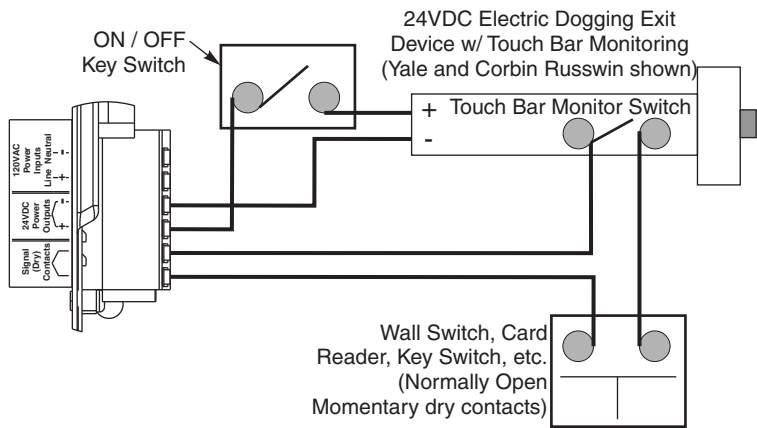 24VDC Electric Dogging Exit
Device w/ Touch Bar Monitoring
(Yale and Corbin Russwin shown)
ON / OFF
Key Switch
+ Touch Bar Monitor Switch
-
120VAC
Power
Inputs
Line Neutral
-+- -
24VDC
Power
Outputs
-+- -
Signal
(Dry)
Contacts
Wall Switch, Card
Reader, Key Switch, etc.
(Normally Open
Momentary dry contacts)